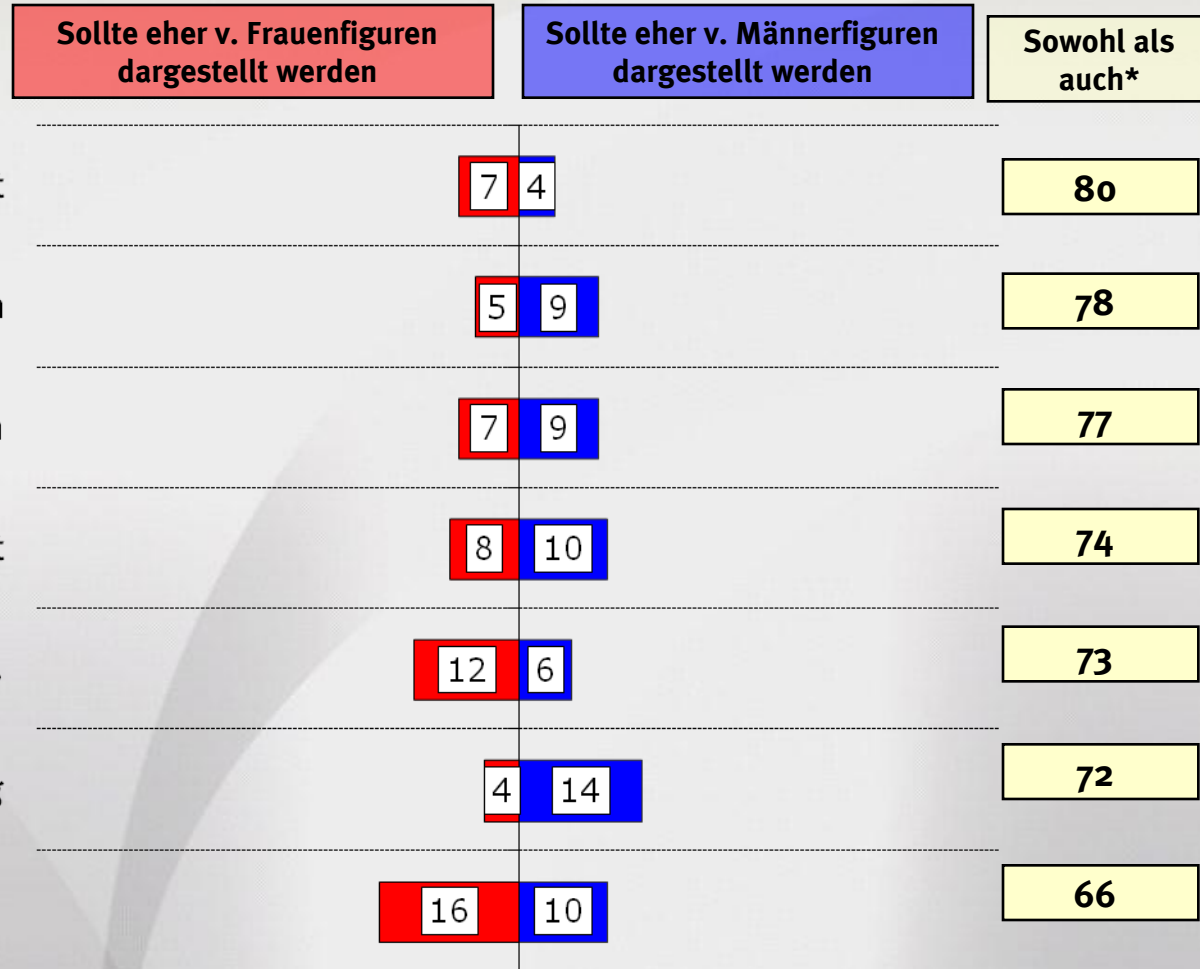 Sollte eher v. Frauenfiguren
dargestellt werden
Sollte eher v. Männerfiguren
dargestellt werden
Sowohl als
auch*
7 4 80
5 9 78
7 9 77
8 10 74
12 6 73
4 14 72
16 10 66